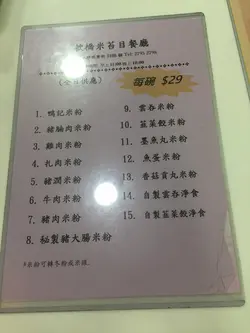 米苔目餐廳
(全日供應) 每碗 $29
1. 鴨記米粉
2. 豬腸肉米粉
3. 雞肉米粉
4. 扎肉米粉
5. 豬潤米粉
6. 牛肉米粉
7. 豬肉米粉
8. 秘製豬大腸米粉
9. 雲吞米粉
10. 韮菜餃米粉
11. 墨魚丸米粉
12. 魚蛋米粉
13. 香菇貢丸米粉
14. 自製雲吞淨食
15. 自製韮菜餃淨食